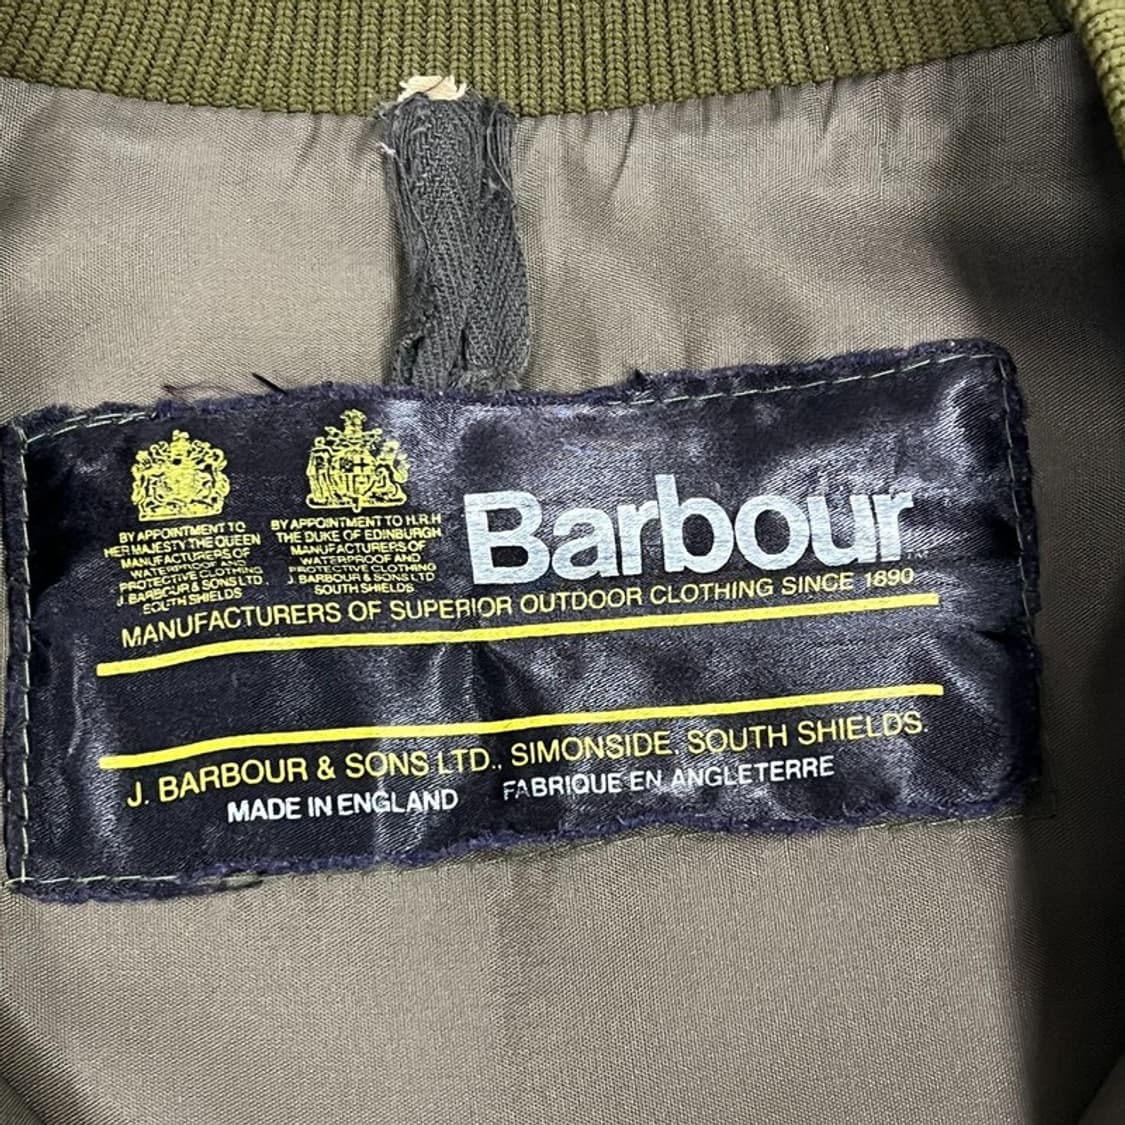 BY APPOINTMENT TO
HER MAJESTY THE QUEEN
MANUFACTURERS OF
WATERPROOF AND
PROTECTIVE CLOTHING
J. BARBOUR & SONS LTD.
SOUTH SHIELDS
BY APPOINTMENT TO H.R.H
THE DUKE OF EDINBURGH
MANUFACTURERS OF
WATERPROOF AND
PROTECTIVE CLOTHING
J. BARBOUR & SONS LTD
SOUTH SHIELDS
Barbour
MANUFACTURERS OF SUPERIOR OUTDOOR CLOTHING SINCE 1890
J. BARBOUR & SONS LTD., SIMONSIDE, SOUTH SHIELDS.
MADE IN ENGLAND FABRIQUE EN ANGLETERRE